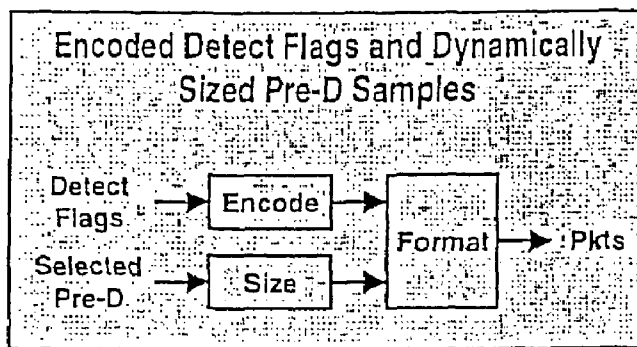 Encoded Detect Flags and Dynamically
Sized Pre-D Samples
Detect
Flags
Encode
Format
Pkts
Selected
Pre-D
Size